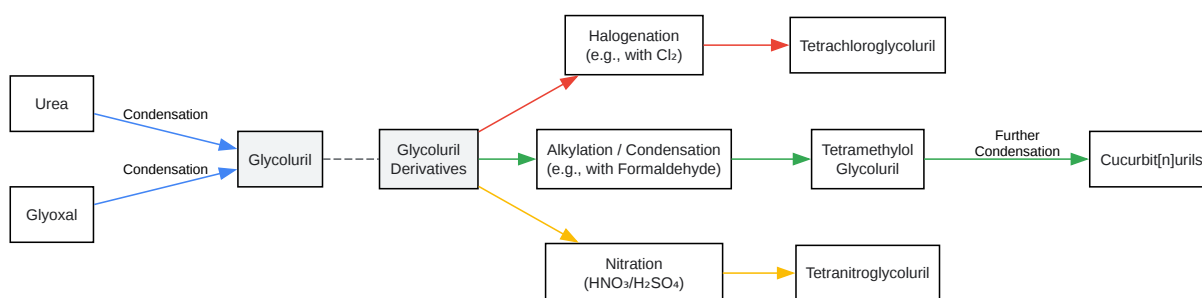 Urea
Condensation
Glyoxal
Condensation
Glycoluril
Glycoluril
Derivatives
Halogenation
(e.g., with Cl₂)
Tetrachloroglycoluril
Alkylation / Condensation
(e.g., with Formaldehyde)
Tetramethylol
Glycoluril
Further
Condensation
Cucurbit[n]urils
Nitration
(HNO₃/H₂SO₄)
Tetranitroglycoluril